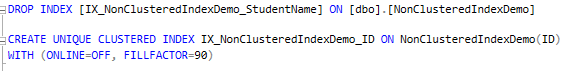 DROP INDEX [IX_NonClusteredIndexDemo_StudentName] ON [dbo].[NonClusteredIndexDemo]
CREATE UNIQUE CLUSTERED INDEX IX_NonClusteredIndexDemo_ID ON NonClusteredIndexDemo(ID)
WITH (ONLINE=OFF, FILLFACTOR=90)